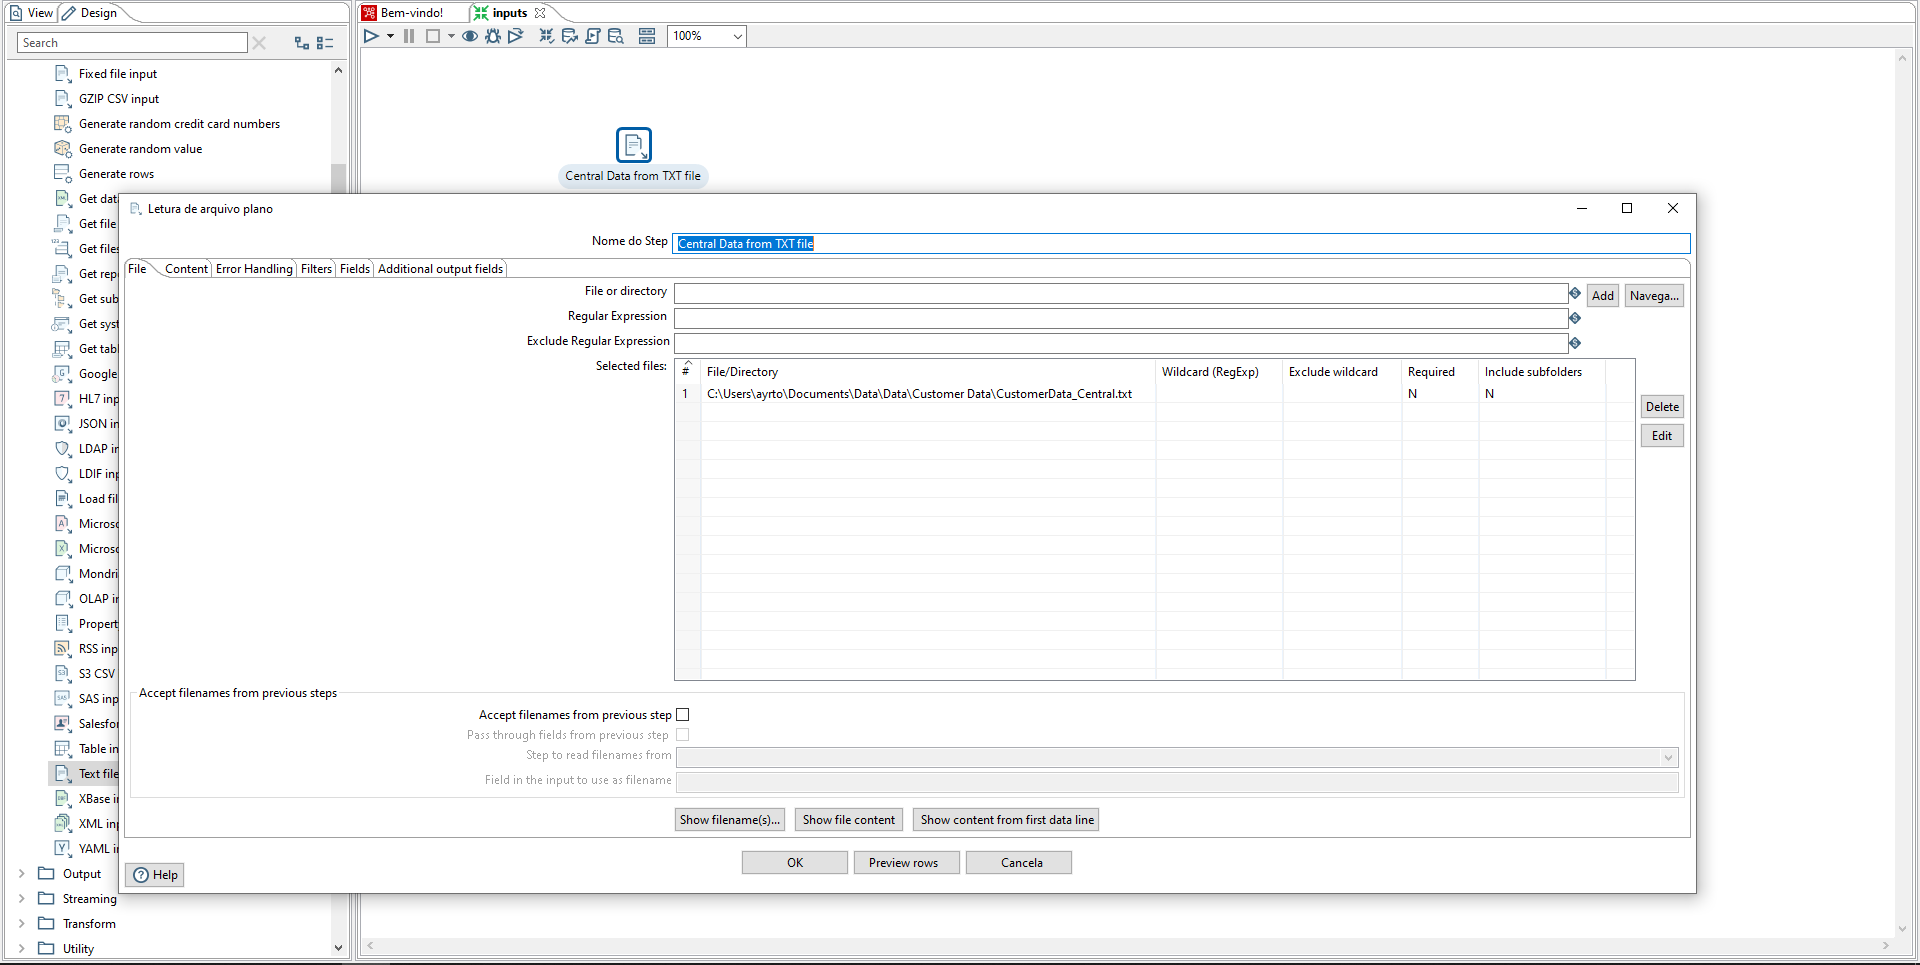 View
Design
Bem-vindo!
inputs
Search
100%
Fixed file input
GZIP CSV input
Generate random credit card numbers
Generate random value
Generate rows
Get dat
Get file
Get files
Get rep
Get sub
Get syst
Get tabl
Google
HL7 inp
JSON in
LDAP in
LDIF inp
Load fil
Microso
Microso
Mondri
OLAP in
Propert
RSS inp
S3 CSV
SAS inp
Salesfor
Table in
Text file
XBase in
XML inp
YAML i
Output
Streaming
Transform
Utility
Central Data from TXT file
Letura de arquivo plano
Nome do Step Central Data from TXT file
File Content Error Handling Filters Fields Additional output fields
File or directory Add Navega...
Regular Expression
Exclude Regular Expression
Selected files:
# File/Directory Wildcard (RegExp) Exclude wildcard Required Include subfolders
1 C:\Users\ayrto\Documents\Data\Data\Customer Data\CustomerData_Central.txt N N
Delete
Edit
Accept filenames from previous steps
Accept filenames from previous step
Pass through fields from previous step
Step to read filenames from
Field in the input to use as filename
Show filename(s)... Show file content Show content from first data line
OK Preview rows Cancela
Help